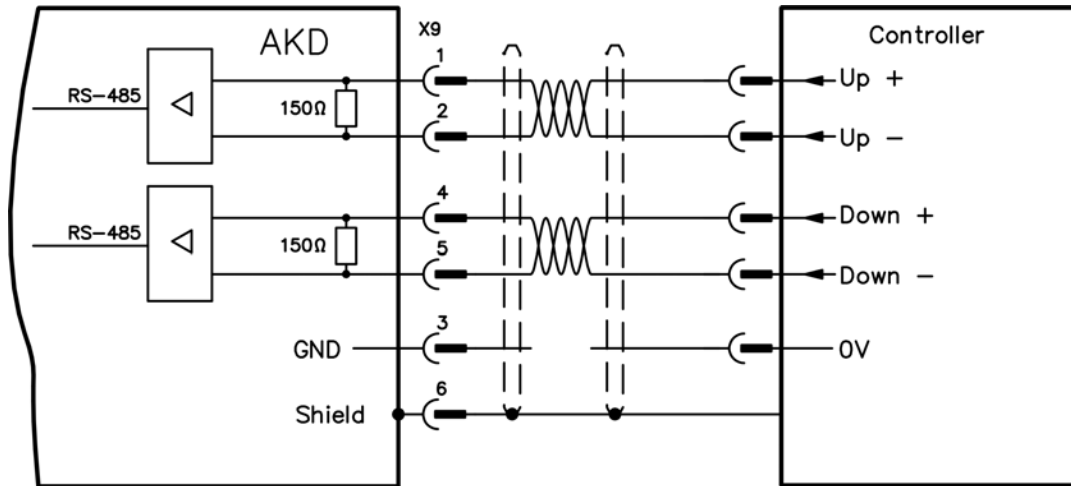 AKD
X9
Controller
1
RS-485
150Ω
Up +
2
Up -
4
RS-485
150Ω
Down +
5
Down -
3
GND
0V
6
Shield